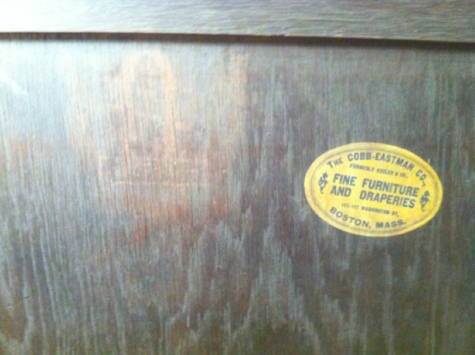 THE COBB-EASTMAN CO.,
FORMERLY KEELER & CO.,
FINE FURNITURE
AND DRAPERIES
WASHINGTON ST.,
BOSTON, MASS.